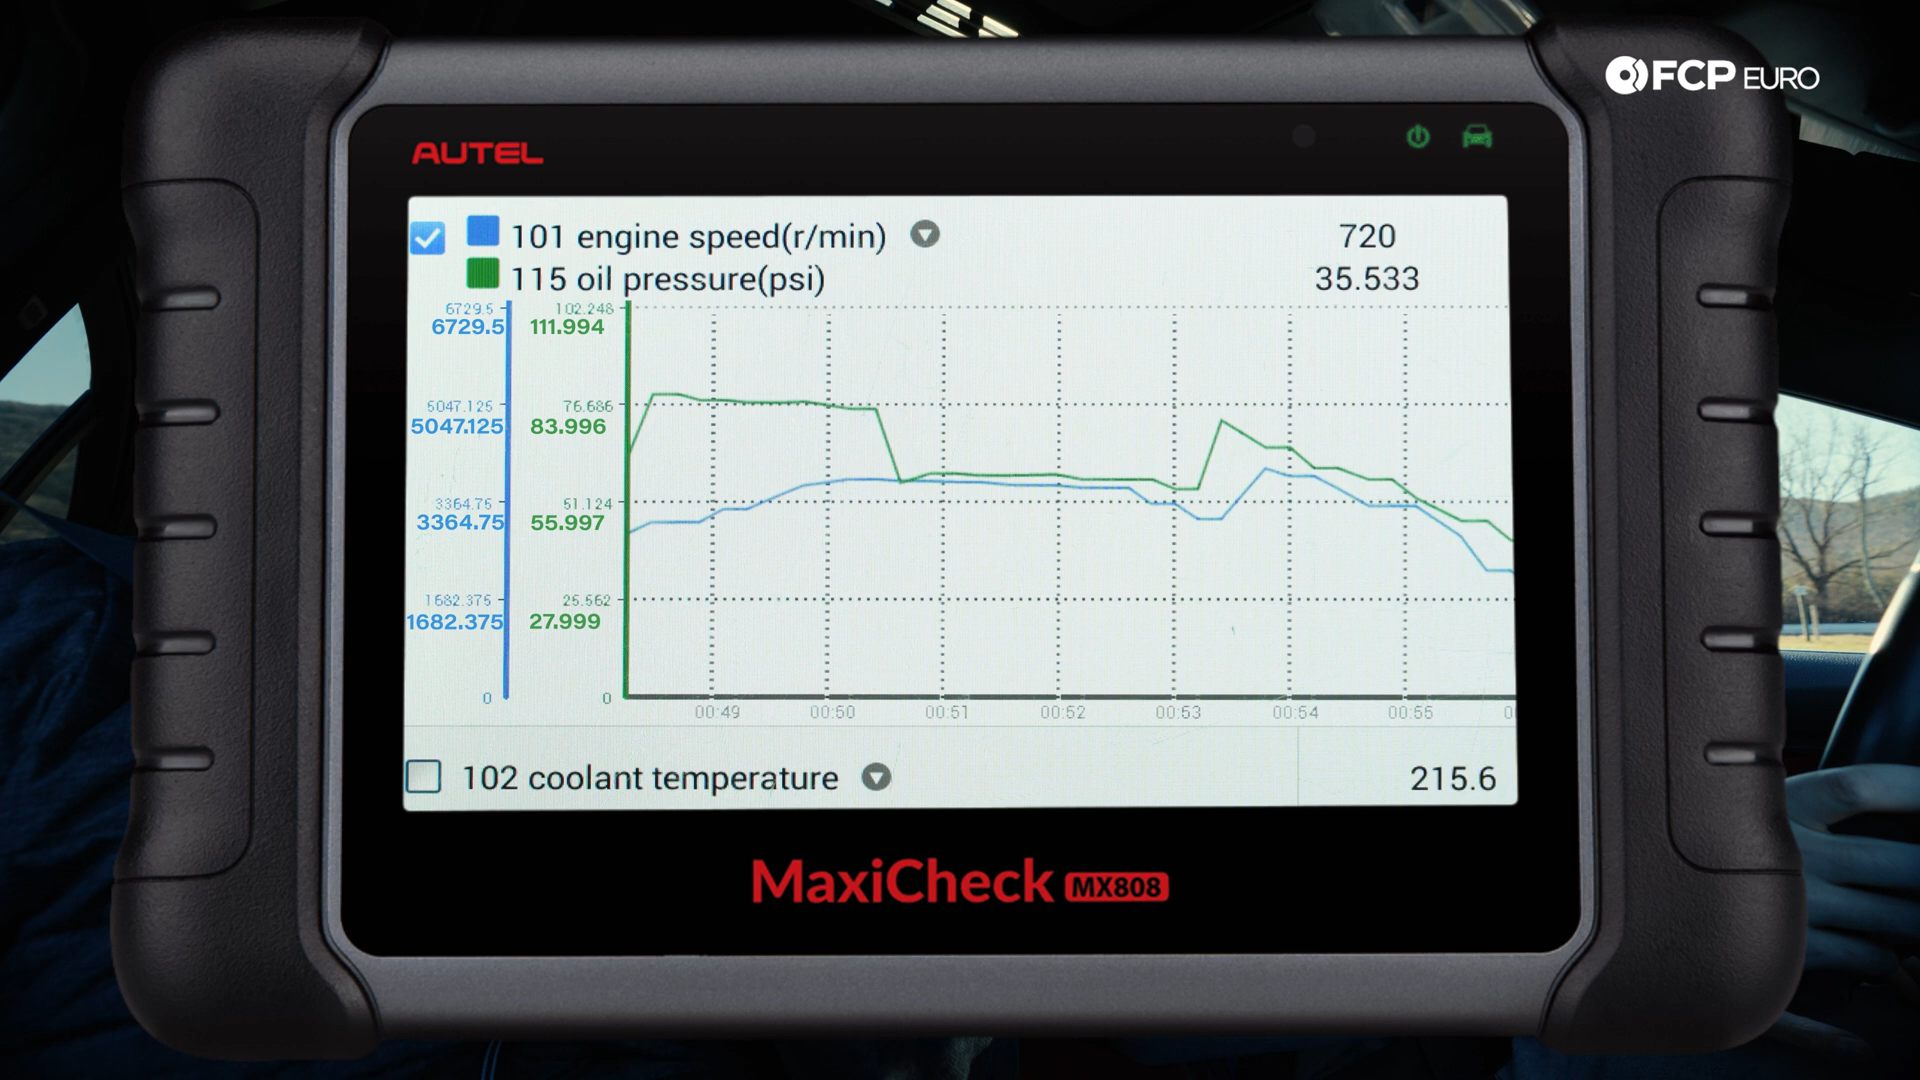 FCP EURO
AUTEL
101 engine speed(r/min) 720
115 oil pressure(psi) 35.533
6729.5 102.248
6729.5 111.994
5047.125 76.686
5047.125 83.996
3364.75 51.124
3364.75 55.997
1682.375 25.562
1682.375 27.999
0 0
00:49 00:50 00:51 00:52 00:53 00:54 00:55
102 coolant temperature 215.6
MaxiCheck MX808